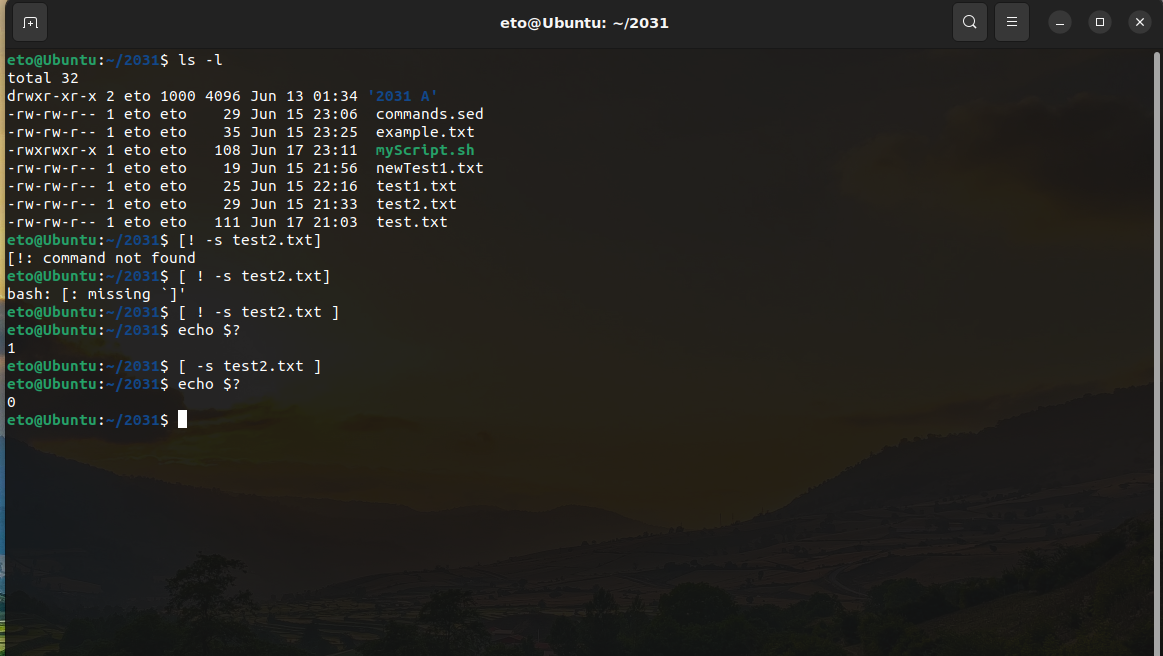 eto@Ubuntu: ~/2031
eto@Ubuntu:~/2031$ ls -l
total 32
drwxr-xr-x 2 eto 1000 4096 Jun 13 01:34 '2031 A'
-rw-rw-r-- 1 eto eto    29 Jun 15 23:06  commands.sed
-rw-rw-r-- 1 eto eto    35 Jun 15 23:25  example.txt
-rwxrwxr-x 1 eto eto   108 Jun 17 23:11  myScript.sh
-rw-rw-r-- 1 eto eto    19 Jun 15 21:56  newTest1.txt
-rw-rw-r-- 1 eto eto    25 Jun 15 22:16  test1.txt
-rw-rw-r-- 1 eto eto    29 Jun 15 21:33  test2.txt
-rw-rw-r-- 1 eto eto   111 Jun 17 21:03  test.txt
eto@Ubuntu:~/2031$ [! -s test2.txt]
[!: command not found
eto@Ubuntu:~/2031$ [ ! -s test2.txt]
bash: [: missing `]'
eto@Ubuntu:~/2031$ [ ! -s test2.txt ]
eto@Ubuntu:~/2031$ echo $?
1
eto@Ubuntu:~/2031$ [ -s test2.txt ]
eto@Ubuntu:~/2031$ echo $?
0
eto@Ubuntu:~/2031$